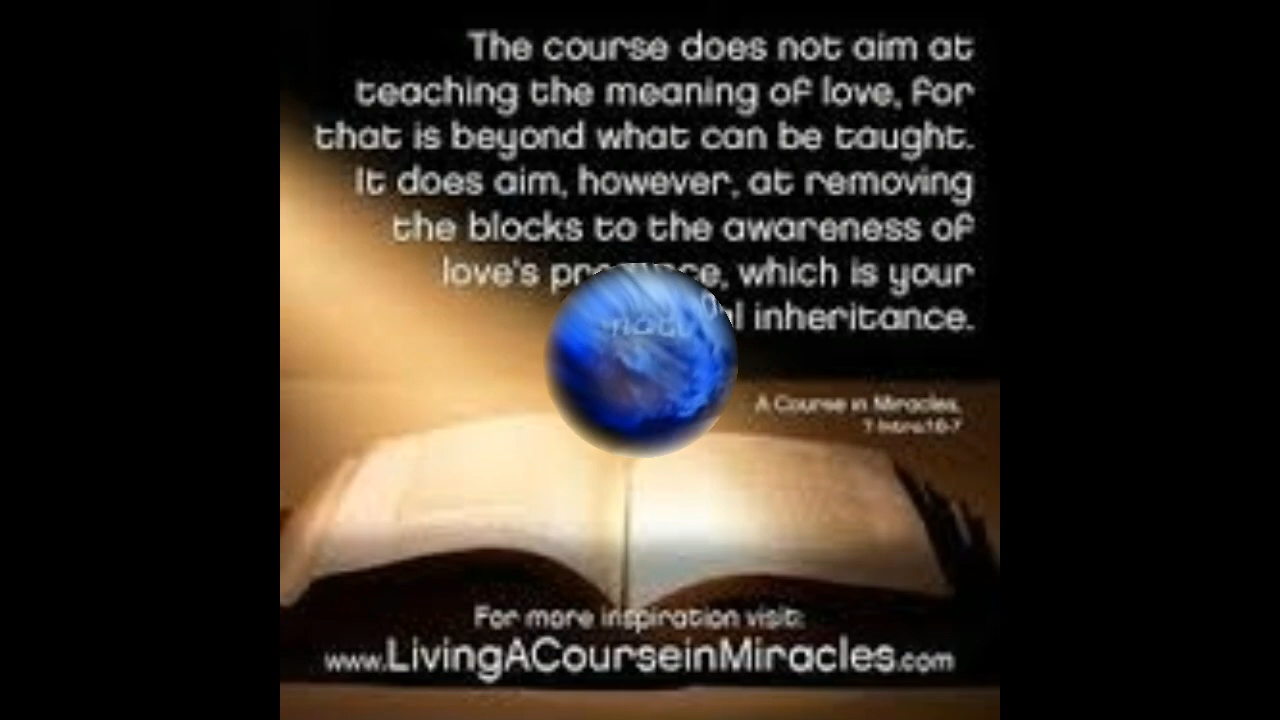 The course does not aim at
teaching the meaning of love, for
that is beyond what can be taught.
It does aim, however, at removing
the blocks to the awareness of
love's which is your
inheritance.
A Course in Miracles,
For more inspiration visit:
www.LivingACourseinMiracles.com